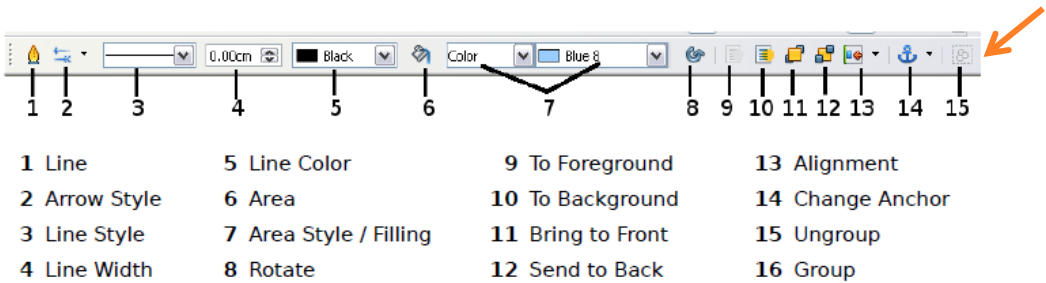 0.00cm Black Color Blue 8
1 2 3 4 5 6 7 8 9 10 11 12 13 14 15
1 Line 5 Line Color 9 To Foreground 13 Alignment
2 Arrow Style 6 Area 10 To Background 14 Change Anchor
3 Line Style 7 Area Style / Filling 11 Bring to Front 15 Ungroup
4 Line Width 8 Rotate 12 Send to Back 16 Group